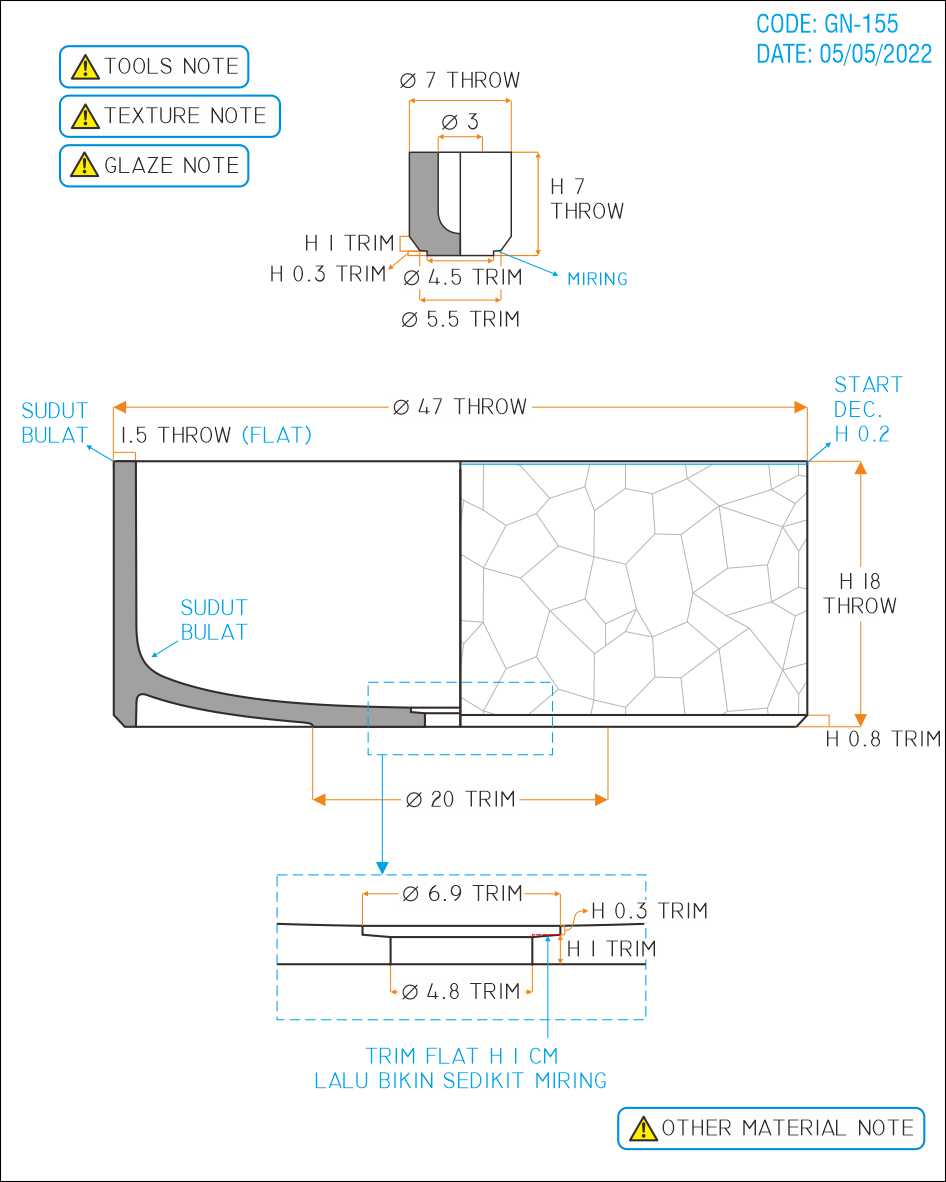 CODE: GN-155
DATE: 05/05/2022
TOOLS NOTE
TEXTURE NOTE
GLAZE NOTE
Ø 7 THROW
Ø 3
H 7
THROW
H 1 TRIM
H 0.3 TRIM
Ø 4.5 TRIM
MIRING
Ø 5.5 TRIM
START
DEC.
H 0.2
SUDUT
BULAT
Ø 47 THROW
1.5 THROW (FLAT)
H 18
THROW
SUDUT
BULAT
H 0.8 TRIM
Ø 20 TRIM
Ø 6.9 TRIM
H 0.3 TRIM
H 1 TRIM
Ø 4.8 TRIM
TRIM FLAT H 1 CM
LALU BIKIN SEDIKIT MIRING
OTHER MATERIAL NOTE